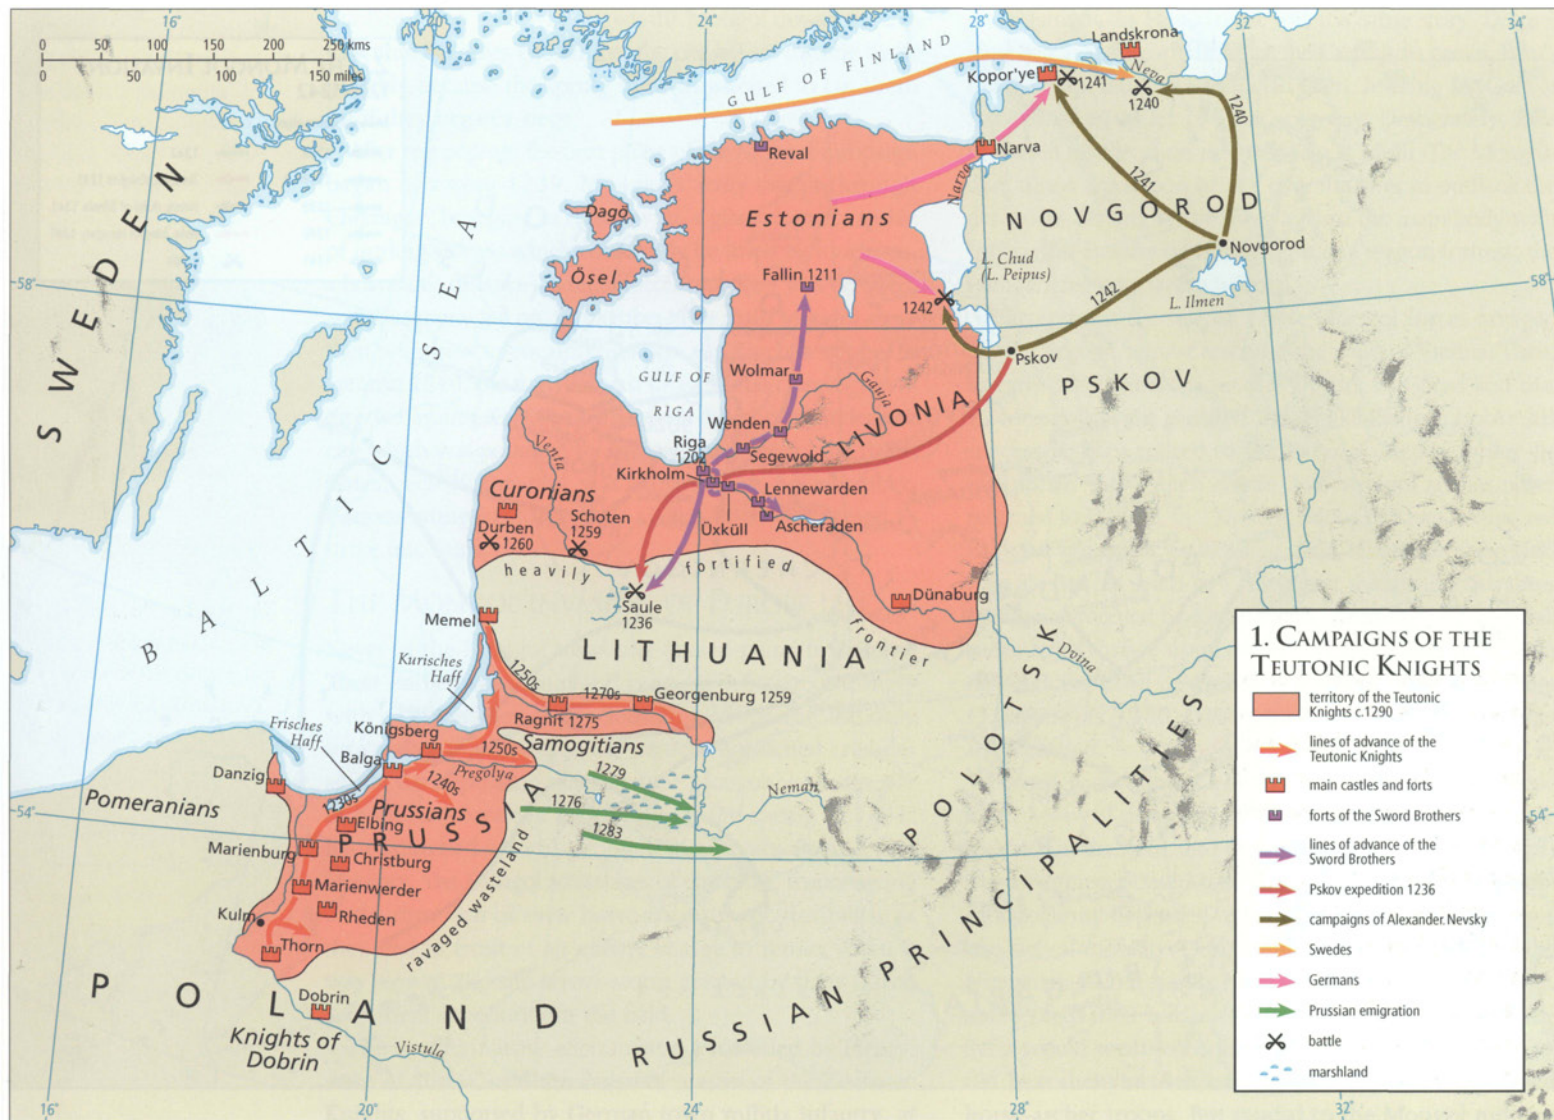 16°
20°
24°
28°
32°
34°
0 50 100 150 200 250 kms
0 50 100 150 miles
SWEDEN
BALTIC SEA
GULF OF FINLAND
Landskrona
Neva
Kopor'ye
1241
1240
1240
Narva
Narva
Reval
1241
NOVGOROD
Dagö
Estonians
Novgorod
Ösel
L. Chud
(L. Peipus)
Fallin 1211
1242
L. Ilmen
58°
58°
1242
Pskov
PSKOV
GULF OF
RIGA
Wolmar
Gauja
Wenden
LIVONIA
Riga
1202
Segewold
Venta
Kirkholm
Lennewarden
Curonians
Üxküll
Ascheraden
Schoten
1259
Durben
1260
heavily fortified frontier
Dünaburg
Saule
1236
Memel
LITHUANIA
Dvina
Kurisches
Haff
1250s
1270s
Georgenburg 1259
Ragnit 1275
Königsberg
Frisches
Haff
1250s
Samogitians
Balga
Pregolya
Danzig
1240s
1279
Neman
Pomeranians
1230s
Prussians
1276
54°
54°
Elbing
PRUSSIA
1283
Marienburg
Christburg
Marienwerder
ravaged wasteland
Kulm
Rheden
Thorn
POLOTSK
RUSSIAN PRINCIPALITIES
POLAND
Dobrin
Knights of
Dobrin
Vistula
16°
20°
24°
28°
32°
1. CAMPAIGNS OF THE
TEUTONIC KNIGHTS
territory of the Teutonic
Knights c.1290
lines of advance of the
Teutonic Knights
main castles and forts
forts of the Sword Brothers
lines of advance of the
Sword Brothers
Pskov expedition 1236
campaigns of Alexander Nevsky
Swedes
Germans
Prussian emigration
battle
marshland